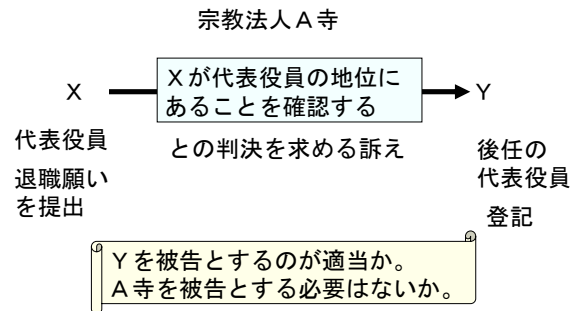 宗教法人A寺
X
Xが代表役員の地位に
あることを確認する
Y
代表役員
退職願い
を提出
との判決を求める訴え
後任の
代表役員
登記
Yを被告とするのが適当か。
A寺を被告とする必要はないか。